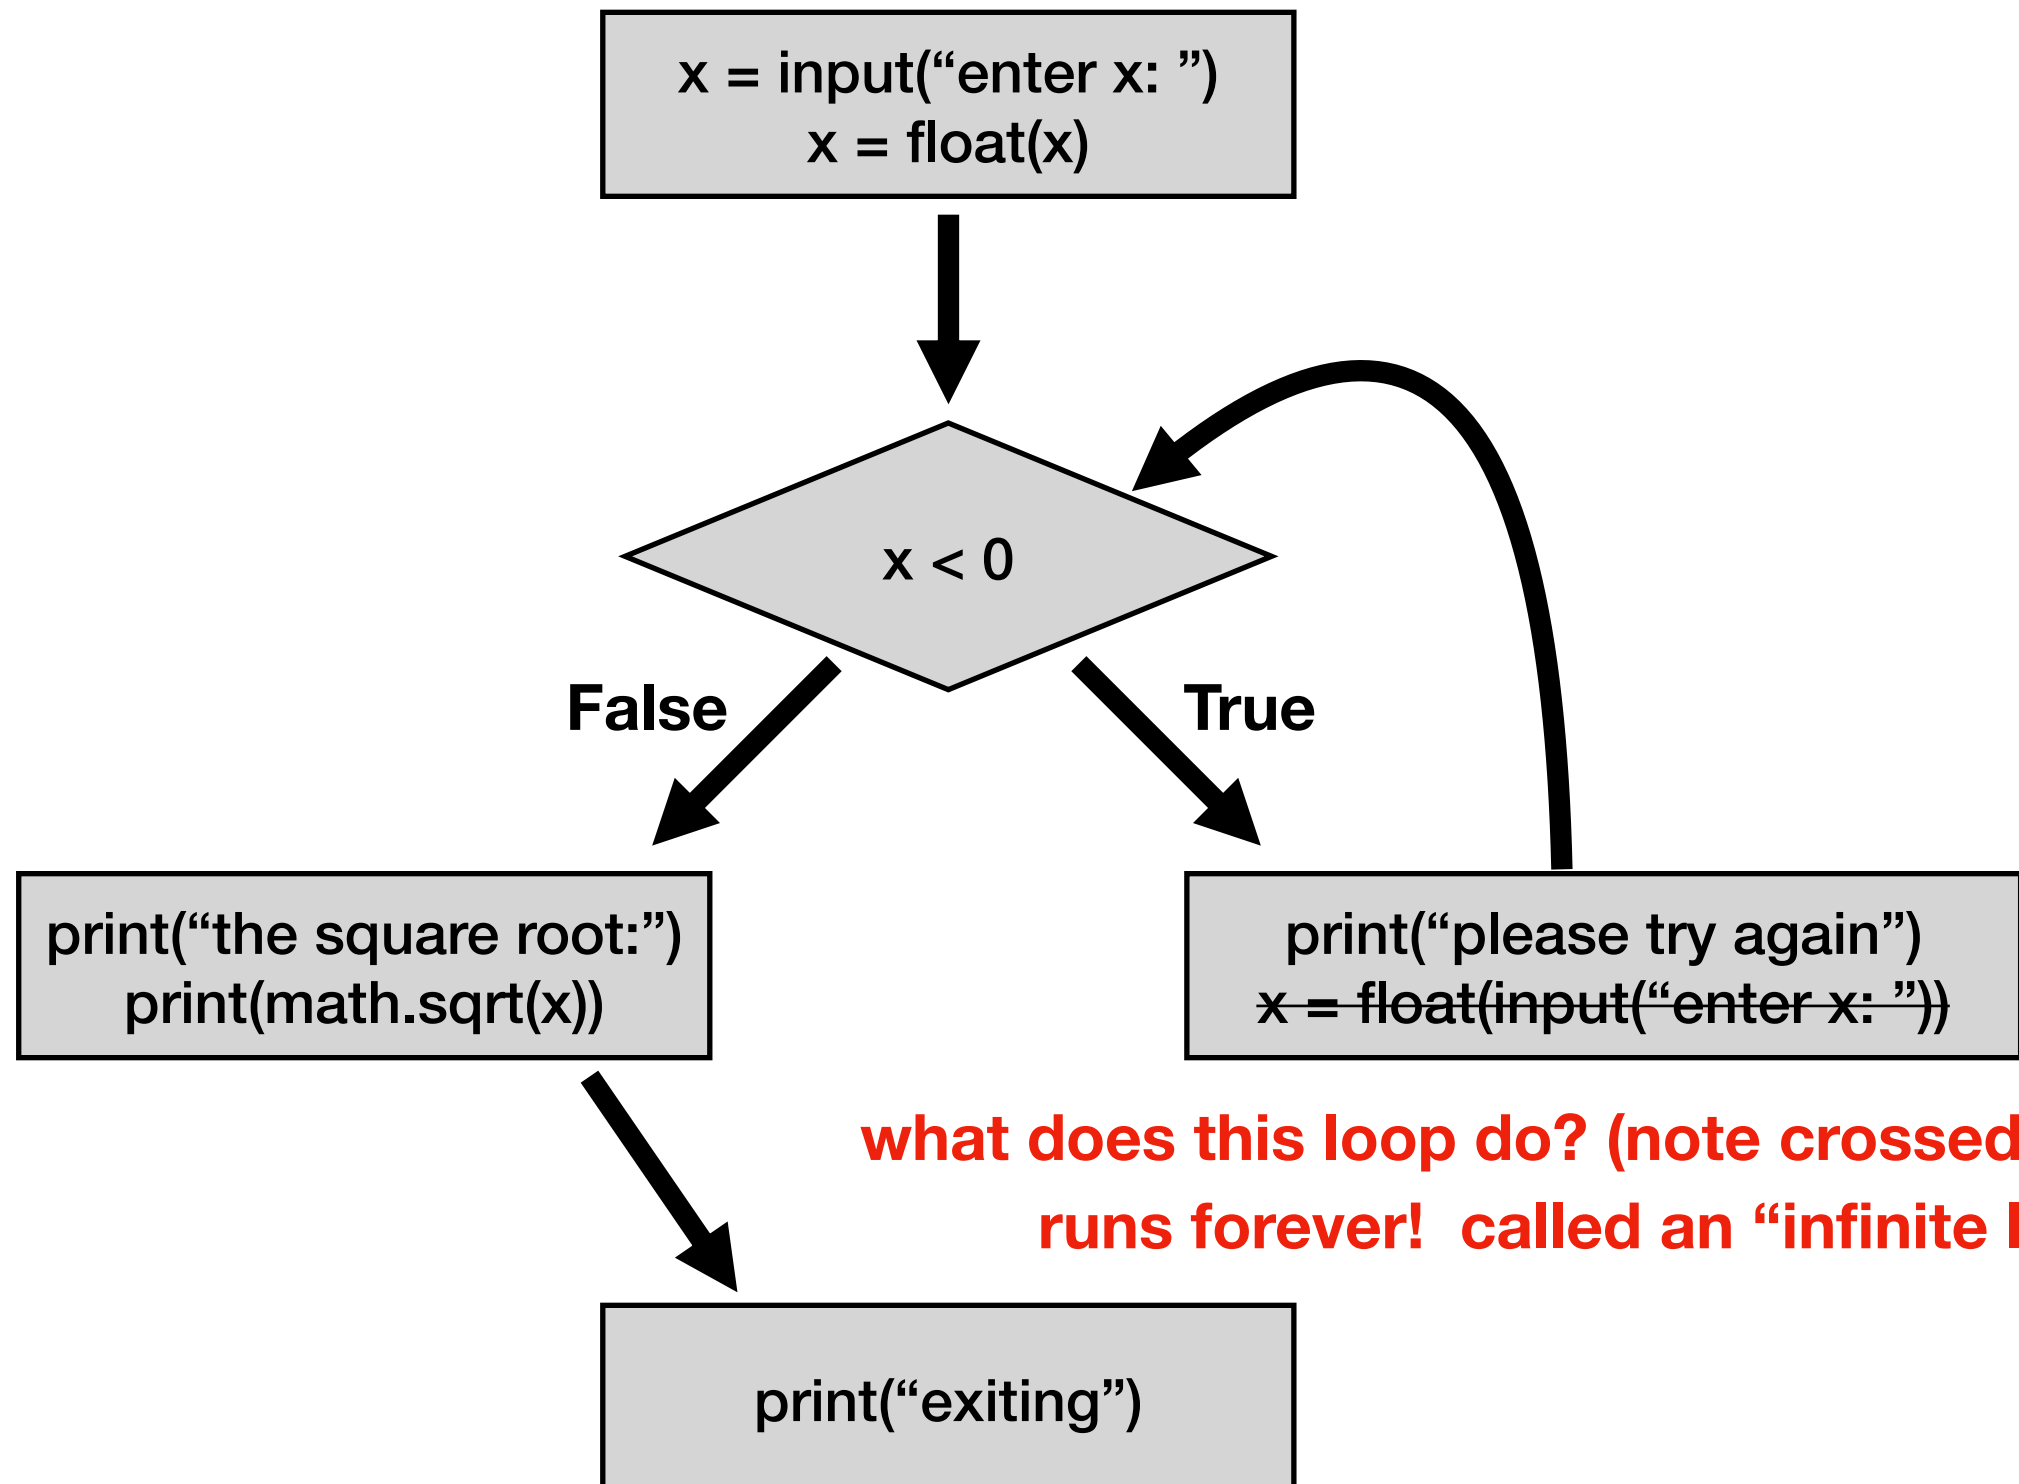 x = input(“enter x: ”)
x = float(x)
x < 0
False
True
print(“the square root:”)
print(math.sqrt(x))
print(“please try again”)
x = float(input(“enter x: ”))
what does this loop do? (note crossed
runs forever!  called an “infinite
print(“exiting”)